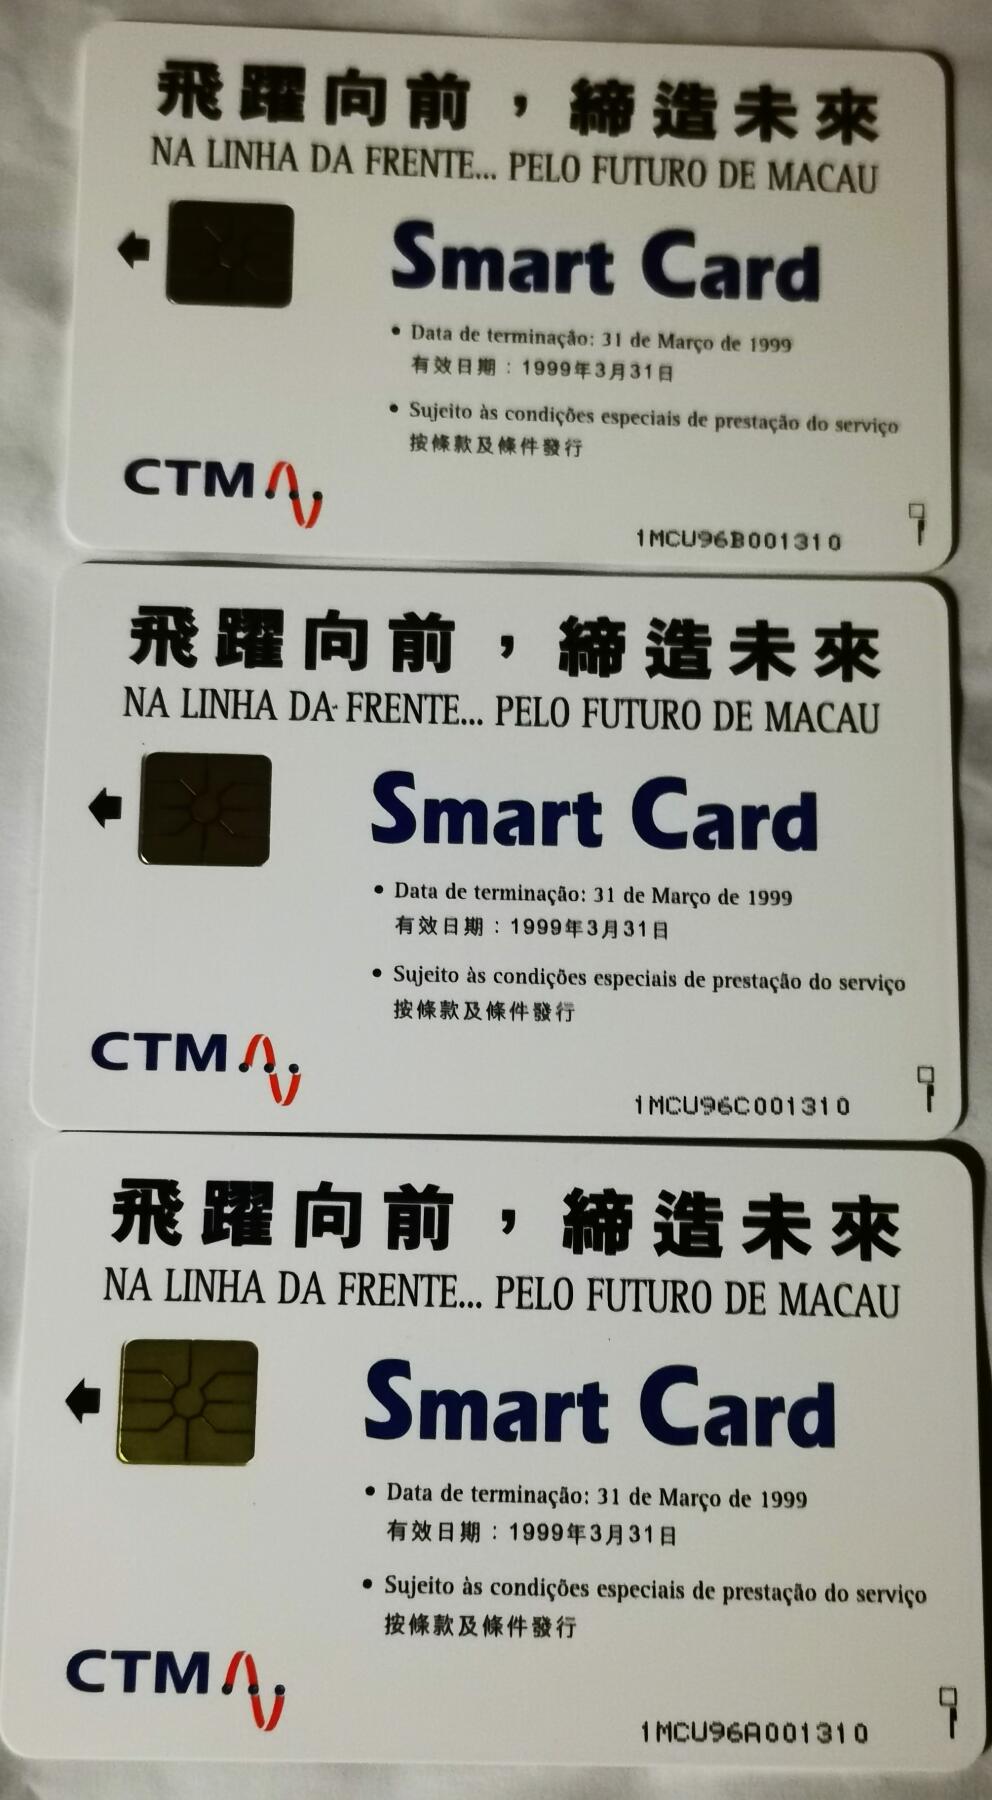 飛躍向前，締造未來
NA LINHA DA FRENTE... PELO FUTURO DE MACAU
Smart Card
• Data de terminação: 31 de Março de 1999
有效日期：1999年3月31日
• Sujeito às condições especiais de prestação do serviço
按條款及條件發行
CTM
1MCU96B001310
飛躍向前，締造未來
NA LINHA DA FRENTE... PELO FUTURO DE MACAU
Smart Card
• Data de terminação: 31 de Março de 1999
有效日期：1999年3月31日
• Sujeito às condições especiais de prestação do serviço
按條款及條件發行
CTM
1MCU96C001310
飛躍向前，締造未來
NA LINHA DA FRENTE... PELO FUTURO DE MACAU
Smart Card
• Data de terminação: 31 de Março de 1999
有效日期：1999年3月31日
• Sujeito às condições especiais de prestação do serviço
按條款及條件發行
CTM
1MCU96A001310